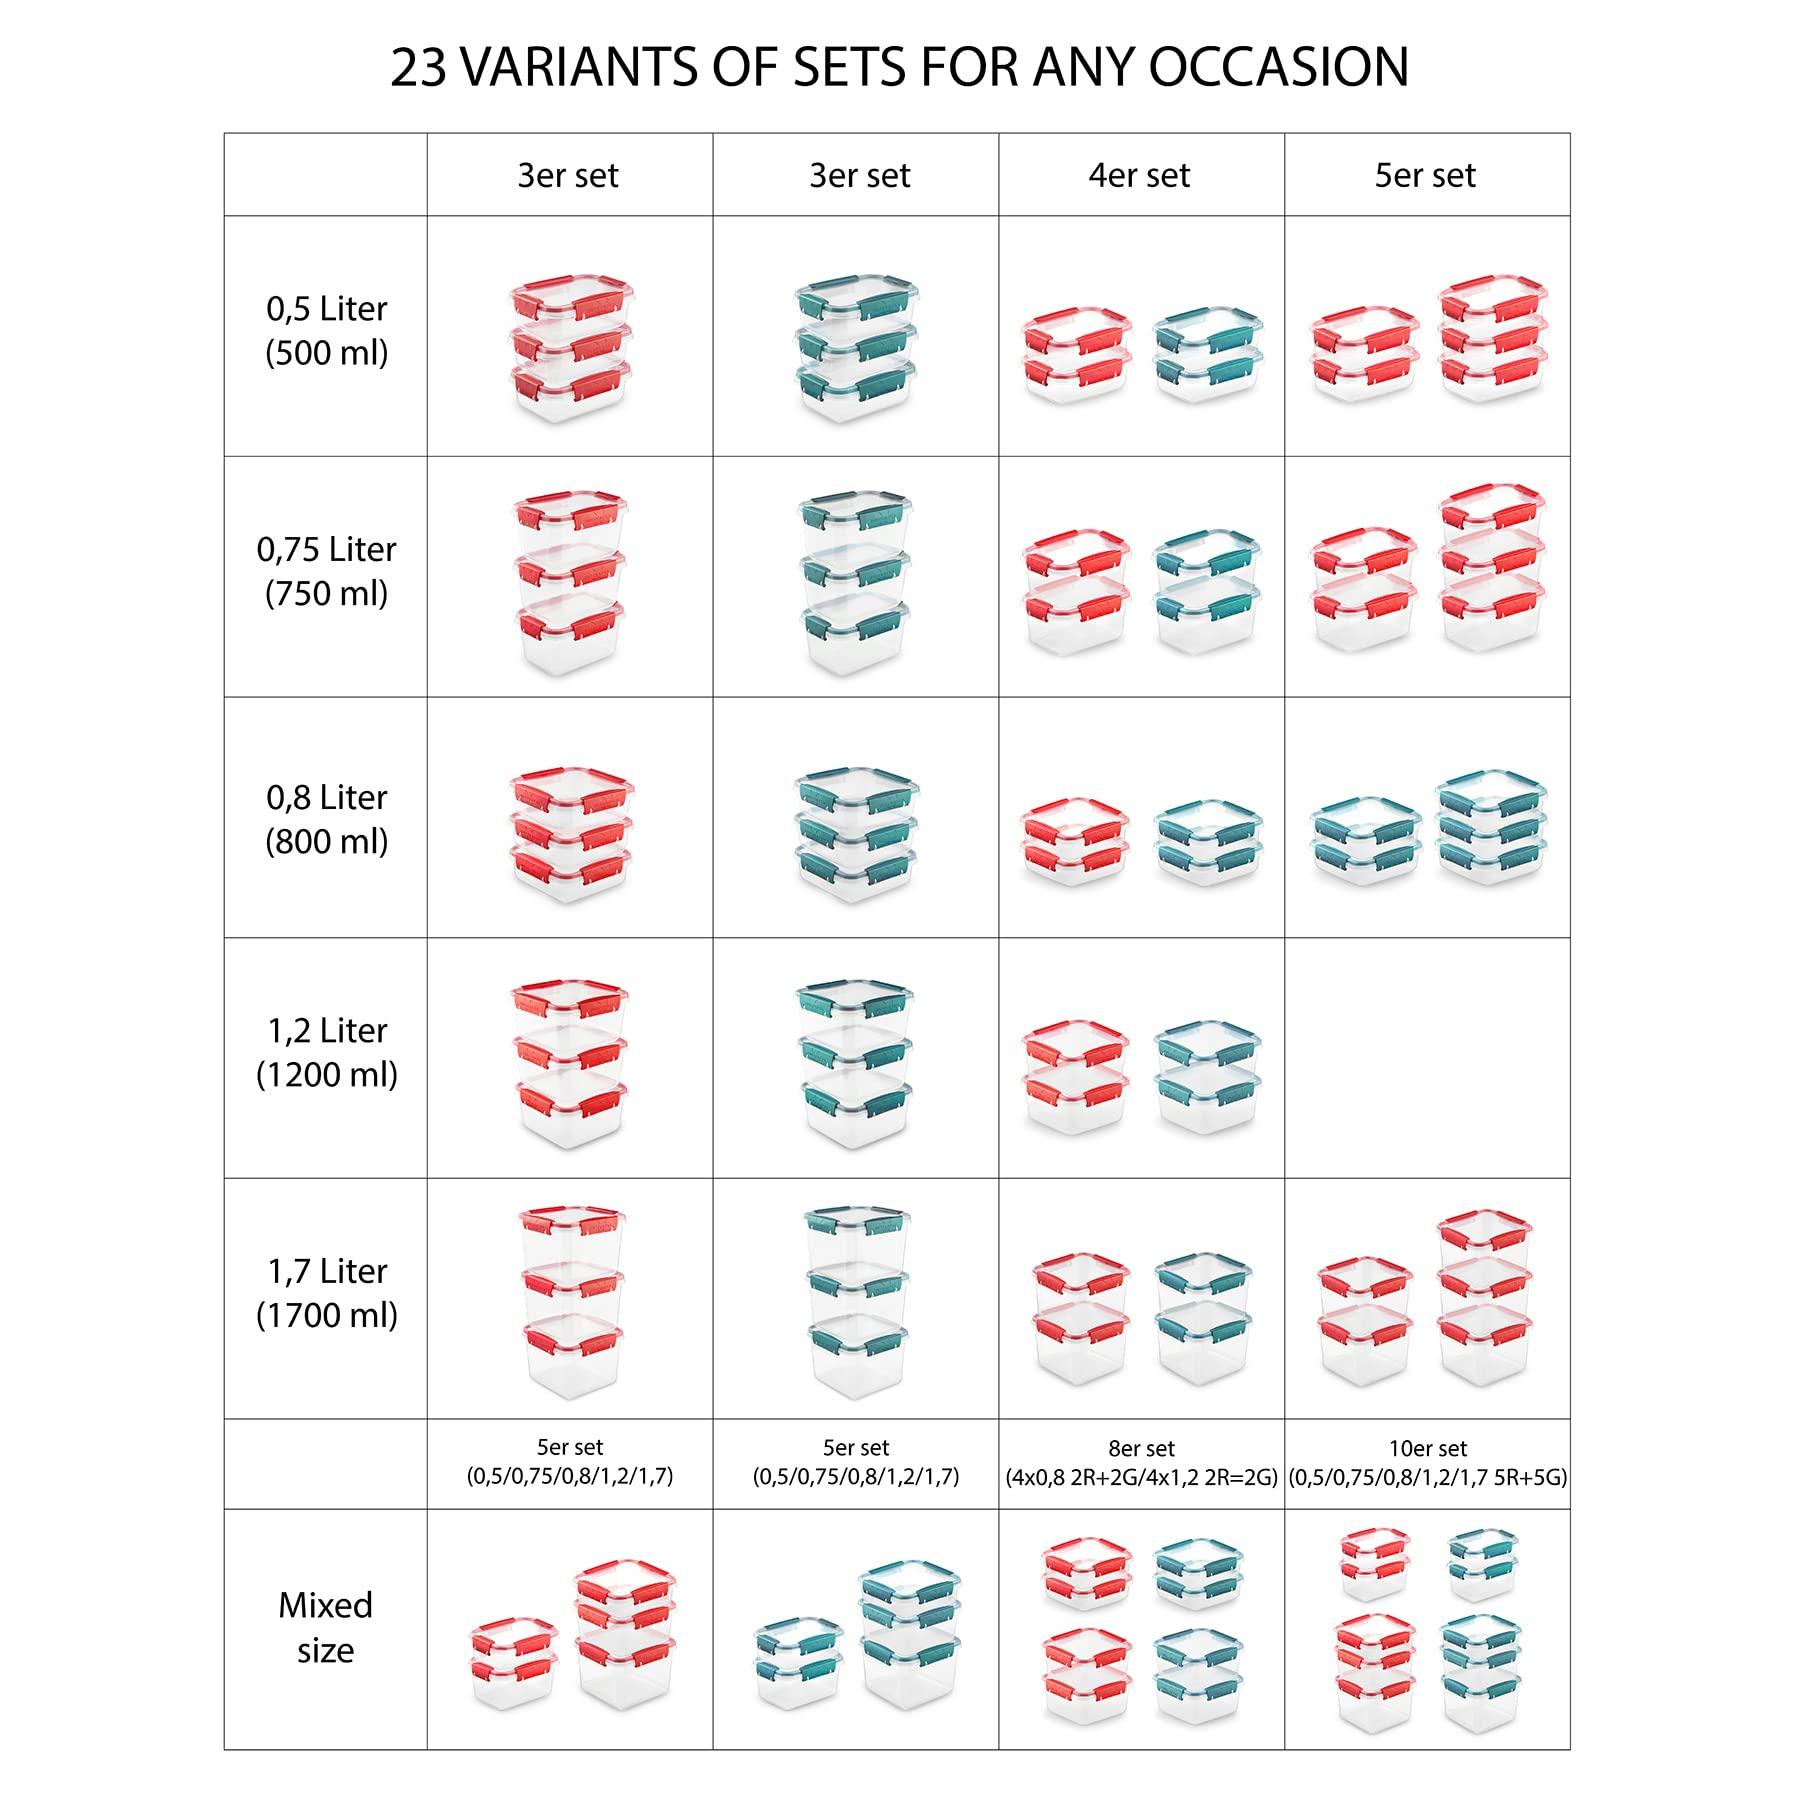 23 VARIANTS OF SETS FOR ANY OCCASION
3er set
3er set
4er set
5er set
0,5 Liter
(500 ml)
0,75 Liter
(750 ml)
0,8 Liter
(800 ml)
1,2 Liter
(1200 ml)
1,7 Liter
(1700 ml)
5er set
(0,5/0,75/0,8/1,2/1,7)
5er set
(0,5/0,75/0,8/1,2/1,7)
8er set
(4x0,8 2R+2G/4x1,2 2R=2G)
10er set
(0,5/0,75/0,8/1,2/1,7 5R+5G)
Mixed
size